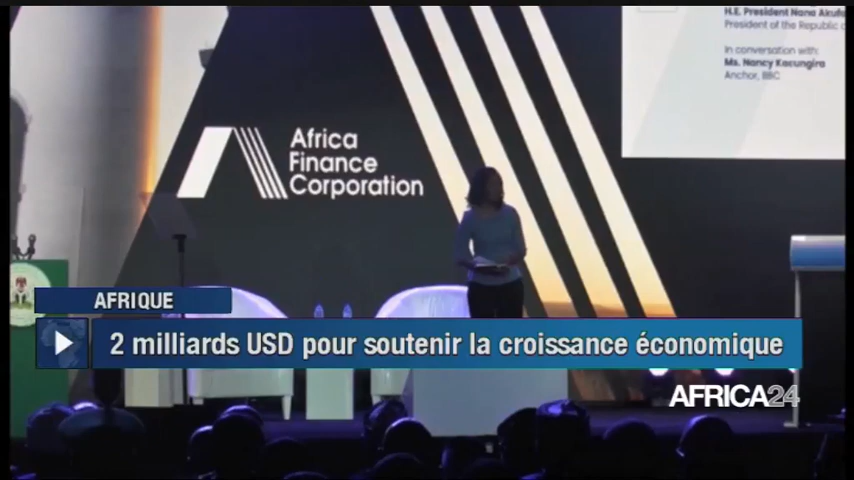 H.E. President Nana Akufo
President of the Republic
In conversation with:
Ms. Nancy Kacungira
Anchor, BBC
Africa
Finance
Corporation
AFRIQUE
2 milliards USD pour soutenir la croissance économique
AFRICA24